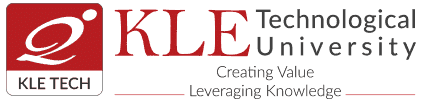 KLE TECH
KLE Technological
University
Creating Value
Leveraging Knowledge